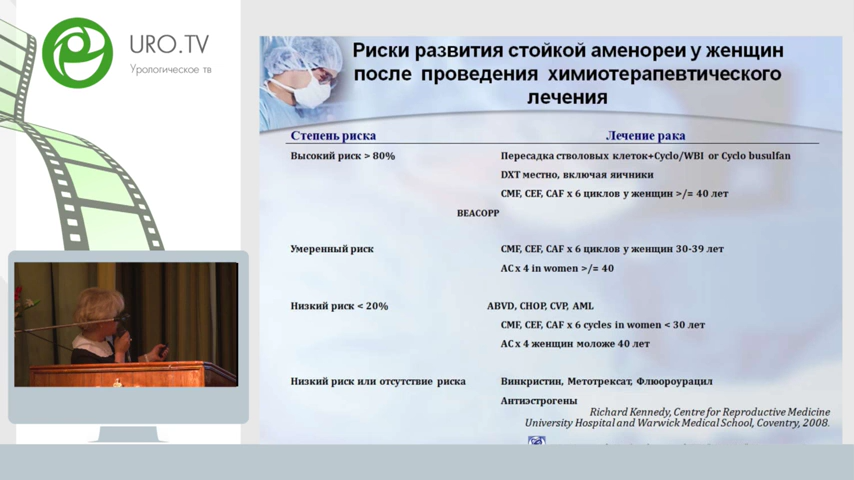 URO.TV
Урологическое тв
Риски развития стойкой аменореи у женщин
после проведения химиотерапевтического
лечения
Степень риска Лечение рака
Высокий риск > 80% Пересадка стволовых клеток+Cyclo/WBI or Cyclo busulfan
DXT местно, включая яичники
CMF, CEF, CAF x 6 циклов у женщин >/= 40 лет
BEACOPP
Умеренный риск CMF, CEF, CAF x 6 циклов у женщин 30-39 лет
AC x 4 in women >/= 40
Низкий риск < 20% ABVD, CHOP, CVP, AML
CMF, CEF, CAF x 6 cycles in women < 30 лет
AC x 4 женщин моложе 40 лет
Низкий риск или отсутствие риска Винкристин, Метотрексат, Флюороурацил
Антиэстрогены
Richard Kennedy, Centre for Reproductive Medicine
University Hospital and Warwick Medical School, Coventry, 2008.